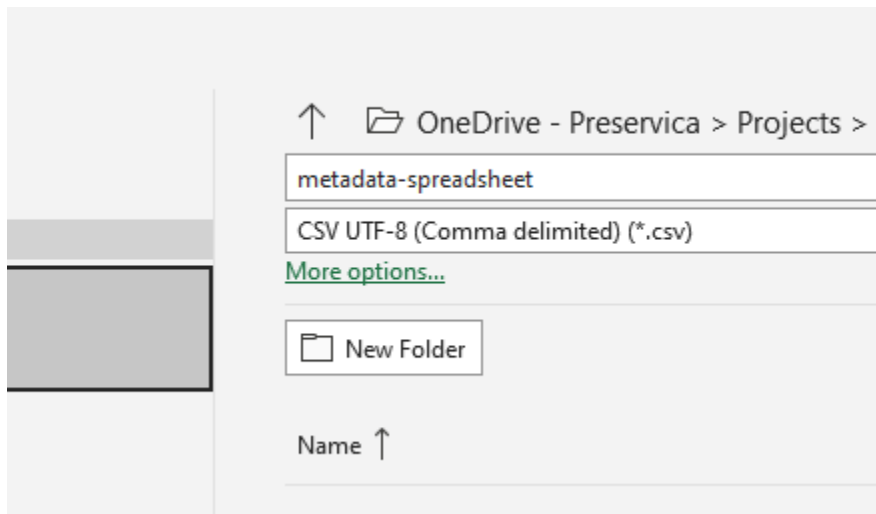 OneDrive - Preservica > Projects >
metadata-spreadsheet
CSV UTF-8 (Comma delimited) (*.csv)
More options...
New Folder
Name